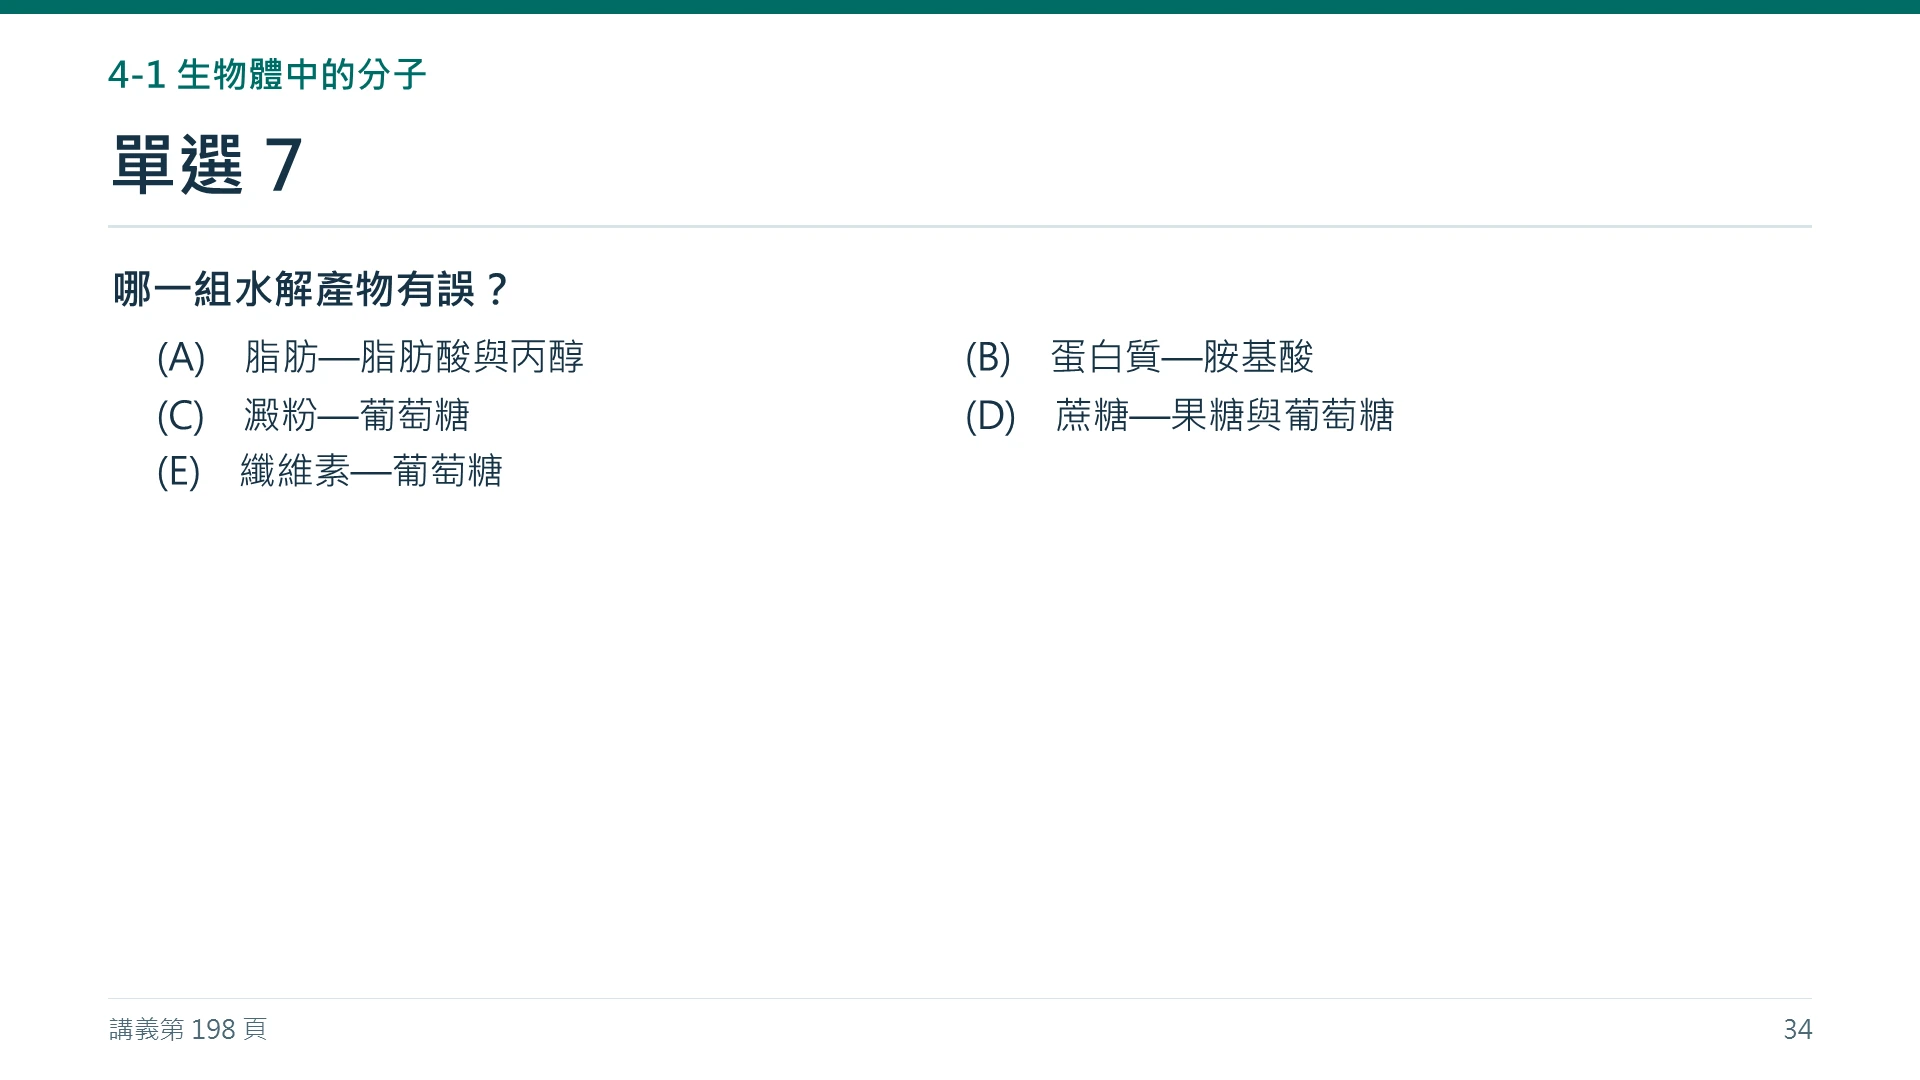 4-1 生物體中的分子
單選 7
哪一組水解產物有誤？
(A) 脂肪—脂肪酸與丙醇
(B) 蛋白質—胺基酸
(C) 澱粉—葡萄糖
(D) 蔗糖—果糖與葡萄糖
(E) 纖維素—葡萄糖
講義第 198 頁
34